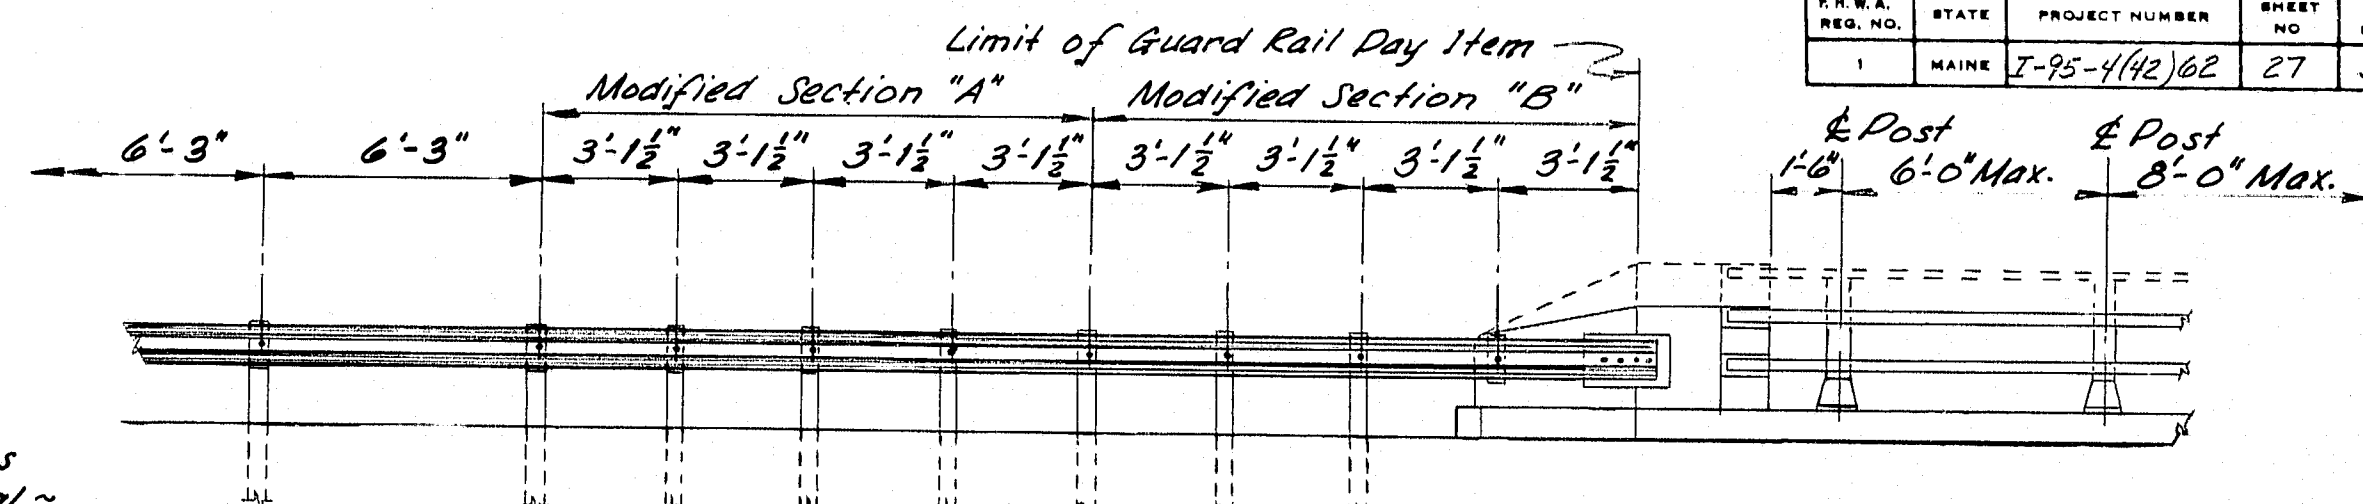 F. H. W. A. REG. NO. STATE PROJECT NUMBER SHEET NO
1 MAINE I-95-4(42)62 27
Limit of Guard Rail Pay Item
Modified Section "A" Modified Section "B"
℄ Post ℄ Post
6'-3" 6'-3" 3'-1½" 3'-1½" 3'-1½" 3'-1½" 3'-1½" 3'-1½" 3'-1½" 3'-1½" 1'-6" 6'-0" Max. 8'-0" Max.